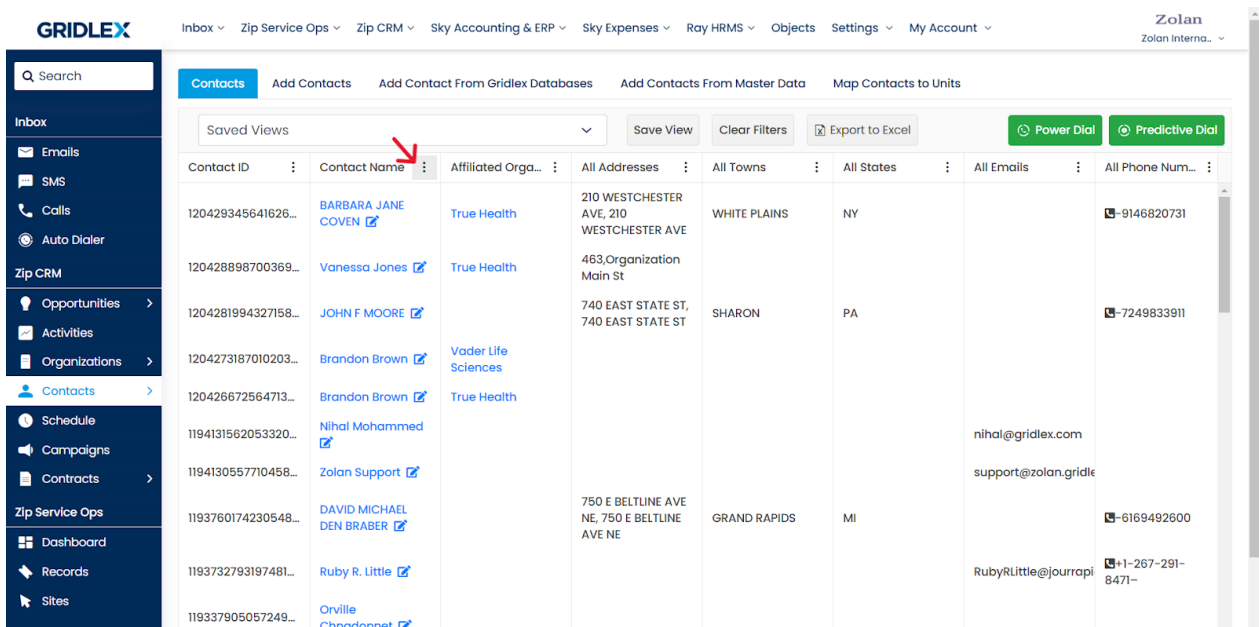 GRIDLEX
Inbox Zip Service Ops Zip CRM Sky Accounting & ERP Sky Expenses Ray HRMS Objects Settings My Account
Zolan
Zolan Interna..
Search
Contacts Add Contacts Add Contact From Gridlex Databases Add Contacts From Master Data Map Contacts to Units
Saved Views Save View Clear Filters Export to Excel Power Dial Predictive Dial
Inbox
Emails
SMS
Calls
Auto Dialer
Zip CRM
Opportunities
Activities
Organizations
Contacts
Schedule
Campaigns
Contracts
Zip Service Ops
Dashboard
Records
Sites
Contact ID Contact Name Affiliated Orga... All Addresses All Towns All States All Emails All Phone Num...
120429345641626... BARBARA JANE COVEN True Health 210 WESTCHESTER AVE, 210 WESTCHESTER AVE WHITE PLAINS NY -9146820731
120428898700369... Vanessa Jones True Health 463,Organization Main St
1204281994327158... JOHN F MOORE 740 EAST STATE ST, 740 EAST STATE ST SHARON PA -7249833911
1204273187010203... Brandon Brown Vader Life Sciences
120426672564713... Brandon Brown True Health
1194131562053320... Nihal Mohammed nihal@gridlex.com
1194130557710458... Zolan Support support@zolan.gridle
1193760174230548... DAVID MICHAEL DEN BRABER 750 E BELTLINE AVE NE, 750 E BELTLINE AVE NE GRAND RAPIDS MI -6169492600
1193732793197481... Ruby R. Little RubyRLittle@jourrapi +1-267-291-8471-
119337905057249... Orville